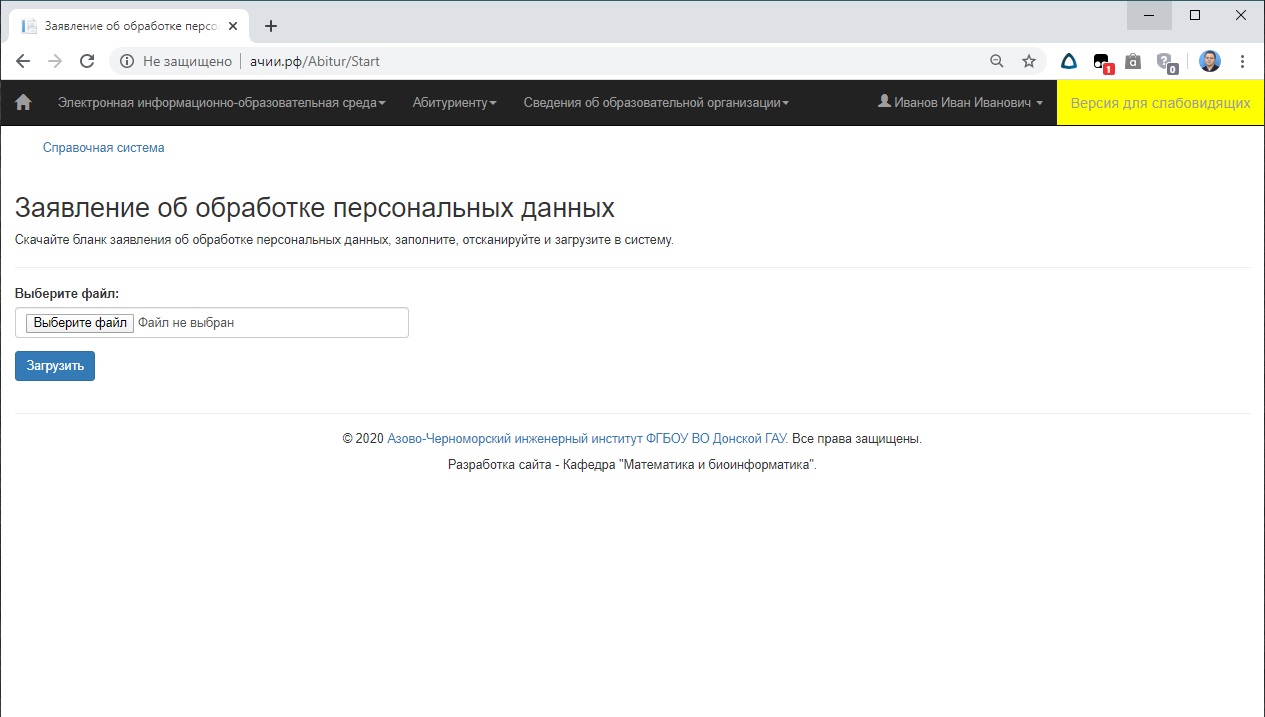 Заявление об обработке персо
Не защищено | ачии.рф/Abitur/Start
1
a
0
Электронная информационно-образовательная среда
Абитуриенту
Сведения об образовательной организации
Иванов Иван Иванович
Версия для слабовидящих
Справочная система
Заявление об обработке персональных данных
Скачайте бланк заявления об обработке персональных данных, заполните, отсканируйте и загрузите в систему.
Выберите файл:
Выберите файл Файл не выбран
Загрузить
© 2020 Азово-Черноморский инженерный институт ФГБОУ ВО Донской ГАУ. Все права защищены.
Разработка сайта - Кафедра "Математика и биоинформатика".